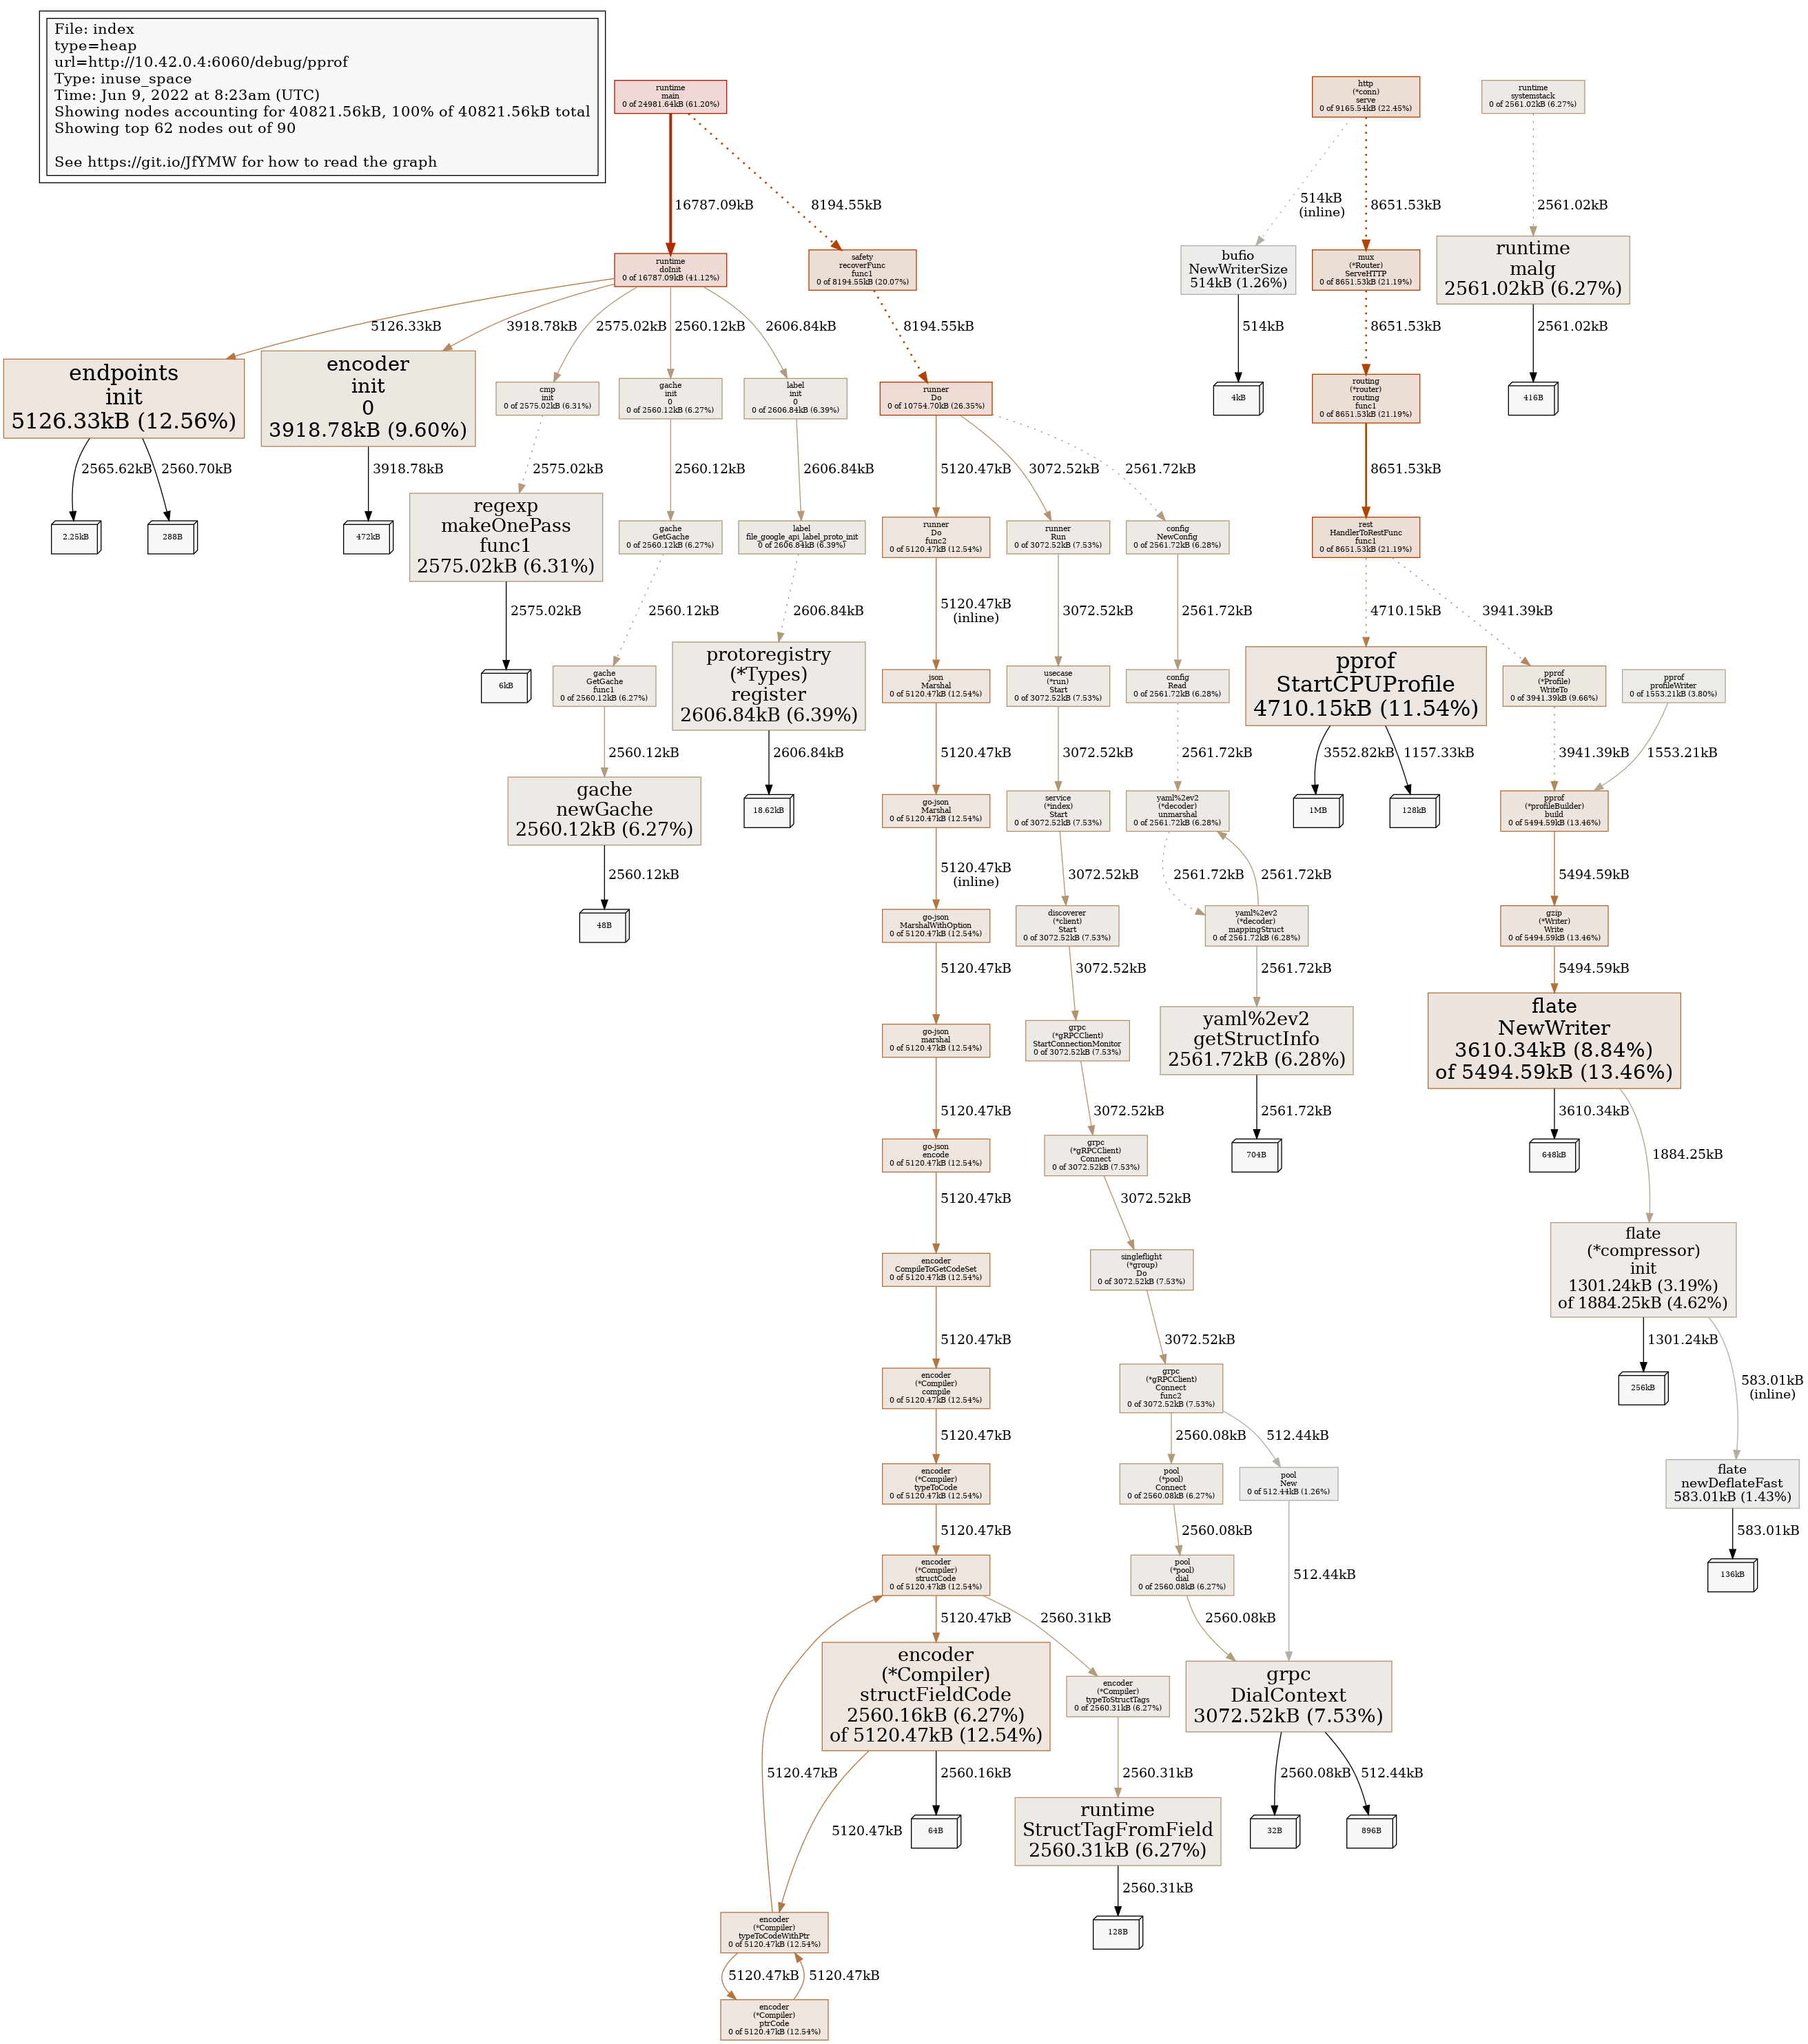 File: index
type=heap
url=http://10.42.0.4:6060/debug/pprof
Type: inuse_space
Time: Jun 9, 2022 at 8:23am (UTC)
Showing nodes accounting for 40821.56kB, 100% of 40821.56kB total
Showing top 62 nodes out of 90
See https://git.io/JfYMW for how to read the graph
runtime
main
0 of 24981.64kB (61.20%)
http
(*conn)
serve
0 of 9165.54kB (22.45%)
runtime
systemstack
0 of 2561.02kB (6.27%)
16787.09kB
8194.55kB
514kB
(inline)
8651.53kB
2561.02kB
runtime
doInit
0 of 16787.09kB (41.12%)
safety
recoverFunc
func1
0 of 8194.55kB (20.07%)
bufio
NewWriterSize
514kB (1.26%)
mux
(*Router)
ServeHTTP
0 of 8651.53kB (21.19%)
runtime
malg
2561.02kB (6.27%)
5126.33kB
3918.78kB
2575.02kB
2560.12kB
2606.84kB
8194.55kB
514kB
8651.53kB
2561.02kB
endpoints
init
5126.33kB (12.56%)
encoder
init
0
3918.78kB (9.60%)
cmp
init
0 of 2575.02kB (6.31%)
gache
init
0
0 of 2560.12kB (6.27%)
label
init
0
0 of 2606.84kB (6.39%)
runner
Do
0 of 10754.70kB (26.35%)
4kB
routing
(*router)
routing
func1
0 of 8651.53kB (21.19%)
416B
2565.62kB
2560.70kB
3918.78kB
2575.02kB
2560.12kB
2606.84kB
5120.47kB
3072.52kB
2561.72kB
8651.53kB
2.25kB
288B
472kB
regexp
makeOnePass
func1
2575.02kB (6.31%)
gache
GetGache
0 of 2560.12kB (6.27%)
label
file_google_api_label_proto_init
0 of 2606.84kB (6.39%)
runner
Do
func2
0 of 5120.47kB (12.54%)
runner
Run
0 of 3072.52kB (7.53%)
config
NewConfig
0 of 2561.72kB (6.28%)
rest
HandlerToRestFunc
func1
0 of 8651.53kB (21.19%)
2575.02kB
2560.12kB
2606.84kB
5120.47kB
(inline)
3072.52kB
2561.72kB
4710.15kB
3941.39kB
6kB
gache
GetGache
func1
0 of 2560.12kB (6.27%)
protoregistry
(*Types)
register
2606.84kB (6.39%)
json
Marshal
0 of 5120.47kB (12.54%)
usecase
(*run)
Start
0 of 3072.52kB (7.53%)
config
Read
0 of 2561.72kB (6.28%)
pprof
StartCPUProfile
4710.15kB (11.54%)
pprof
(*Profile)
WriteTo
0 of 3941.39kB (9.66%)
pprof
profileWriter
0 of 1553.21kB (3.80%)
2560.12kB
2606.84kB
5120.47kB
3072.52kB
2561.72kB
3552.82kB
1157.33kB
3941.39kB
1553.21kB
gache
newGache
2560.12kB (6.27%)
18.62kB
go-json
Marshal
0 of 5120.47kB (12.54%)
service
(*index)
Start
0 of 3072.52kB (7.53%)
yaml%2ev2
(*decoder)
unmarshal
0 of 2561.72kB (6.28%)
1MB
128kB
pprof
(*profileBuilder)
build
0 of 5494.59kB (13.46%)
2560.12kB
5120.47kB
(inline)
3072.52kB
2561.72kB
2561.72kB
5494.59kB
48B
go-json
MarshalWithOption
0 of 5120.47kB (12.54%)
discoverer
(*client)
Start
0 of 3072.52kB (7.53%)
yaml%2ev2
(*decoder)
mappingStruct
0 of 2561.72kB (6.28%)
gzip
(*Writer)
Write
0 of 5494.59kB (13.46%)
5120.47kB
3072.52kB
2561.72kB
5494.59kB
go-json
marshal
0 of 5120.47kB (12.54%)
grpc
(*gRPCClient)
StartConnectionMonitor
0 of 3072.52kB (7.53%)
yaml%2ev2
getStructInfo
2561.72kB (6.28%)
flate
NewWriter
3610.34kB (8.84%)
of 5494.59kB (13.46%)
5120.47kB
3072.52kB
2561.72kB
3610.34kB
1884.25kB
go-json
encode
0 of 5120.47kB (12.54%)
grpc
(*gRPCClient)
Connect
0 of 3072.52kB (7.53%)
704B
648kB
5120.47kB
3072.52kB
encoder
CompileToGetCodeSet
0 of 5120.47kB (12.54%)
singleflight
(*group)
Do
0 of 3072.52kB (7.53%)
flate
(*compressor)
init
1301.24kB (3.19%)
of 1884.25kB (4.62%)
5120.47kB
3072.52kB
1301.24kB
583.01kB
(inline)
encoder
(*Compiler)
compile
0 of 5120.47kB (12.54%)
grpc
(*gRPCClient)
Connect
func2
0 of 3072.52kB (7.53%)
256kB
5120.47kB
2560.08kB
512.44kB
encoder
(*Compiler)
typeToCode
0 of 5120.47kB (12.54%)
pool
(*pool)
Connect
0 of 2560.08kB (6.27%)
pool
New
0 of 512.44kB (1.26%)
flate
newDeflateFast
583.01kB (1.43%)
5120.47kB
2560.08kB
583.01kB
encoder
(*Compiler)
structCode
0 of 5120.47kB (12.54%)
pool
(*pool)
dial
0 of 2560.08kB (6.27%)
512.44kB
136kB
5120.47kB
2560.31kB
2560.08kB
encoder
(*Compiler)
structFieldCode
2560.16kB (6.27%)
of 5120.47kB (12.54%)
encoder
(*Compiler)
typeToStructTags
0 of 2560.31kB (6.27%)
grpc
DialContext
3072.52kB (7.53%)
5120.47kB
5120.47kB
2560.16kB
2560.31kB
2560.08kB
512.44kB
64B
runtime
StructTagFromField
2560.31kB (6.27%)
32B
896B
2560.31kB
encoder
(*Compiler)
typeToCodeWithPtr
0 of 5120.47kB (12.54%)
128B
5120.47kB
5120.47kB
encoder
(*Compiler)
ptrCode
0 of 5120.47kB (12.54%)